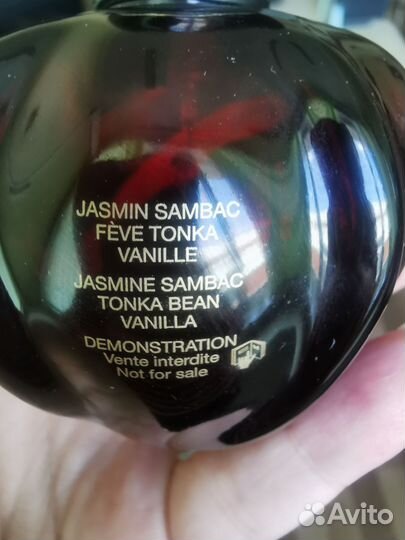 JASMIN SAMBAC
FÈVE TONKA
VANILLE
JASMINE SAMBAC
TONKA BEAN
VANILLA
DEMONSTRATION
Vente interdite
Not for sale
Avito